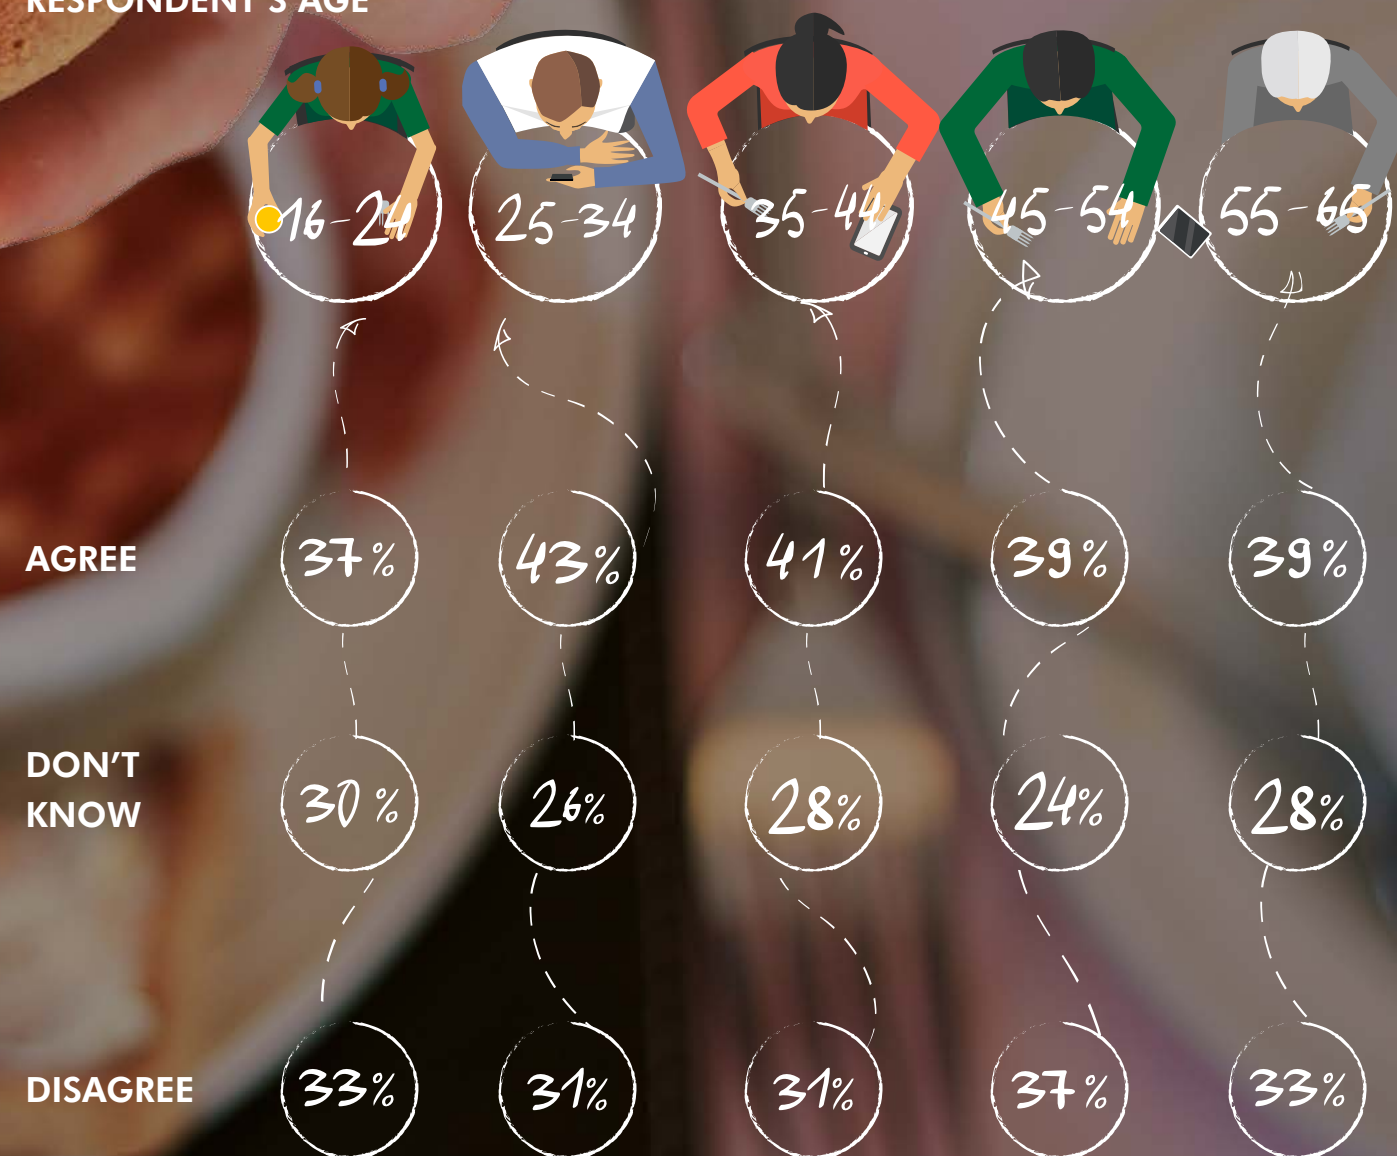 RESPONDENT'S AGE
16-24 25-34 35-44 45-54 55-65
AGREE 37% 43% 41% 39% 39%
DON'T
KNOW 30% 26% 28% 24% 28%
DISAGREE 33% 31% 31% 37% 33%